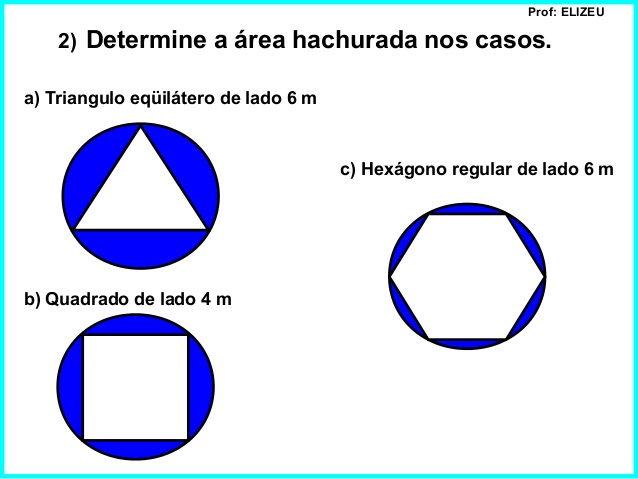 Prof: ELIZEU
2) Determine a área hachurada nos casos.
a) Triangulo eqüilátero de lado 6 m
c) Hexágono regular de lado 6 m
b) Quadrado de lado 4 m